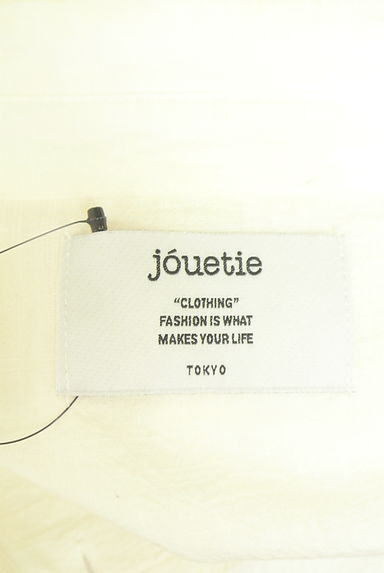 jóuetie
“CLOTHING”
FASHION IS WHAT
MAKES YOUR LIFE
TOKYO